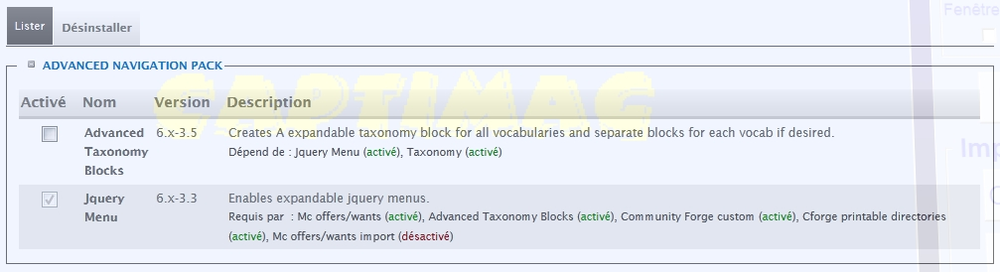 Lister Désinstaller
Fenêtre
ADVANCED NAVIGATION PACK
CAPTIMAG
Activé Nom Version Description
Advanced Taxonomy Blocks 6.x-3.5 Creates A expandable taxonomy block for all vocabularies and separate blocks for each vocab if desired.
Dépend de : Jquery Menu (activé), Taxonomy (activé)
Imp
Jquery Menu 6.x-3.3 Enables expandable jquery menus.
Requis par : Mc offers/wants (activé), Advanced Taxonomy Blocks (activé), Community Forge custom (activé), Cforge printable directories
(activé), Mc offers/wants import (désactivé)